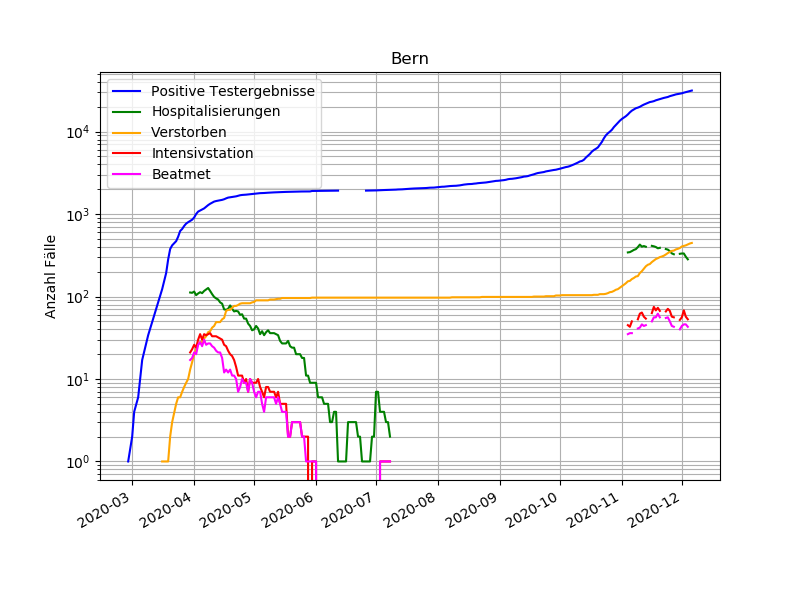 Bern
Positive Testergebnisse
Hospitalisierungen
Verstorben
Intensivstation
Beatmet
Anzahl Fälle
10^4
10^3
10^2
10^1
10^0
2020-03
2020-04
2020-05
2020-06
2020-07
2020-08
2020-09
2020-10
2020-11
2020-12